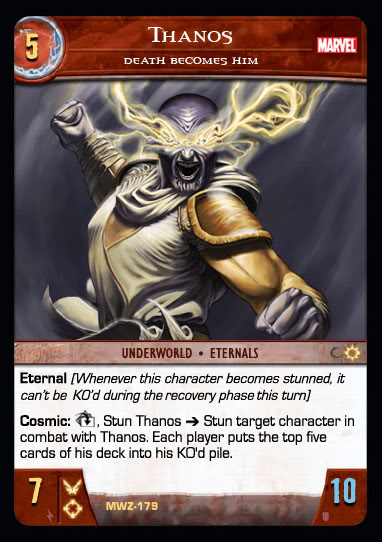 5
Thanos
MARVEL
DEATH BECOMES HIM
UNDERWORLD • ETERNALS
C
Eternal [Whenever this character becomes stunned, it
can't be KO'd during the recovery phase this turn]
Cosmic: , Stun Thanos ➔ Stun target character in
combat with Thanos. Each player puts the top five
cards of his deck into his KO'd pile.
7
MWZ-179
10